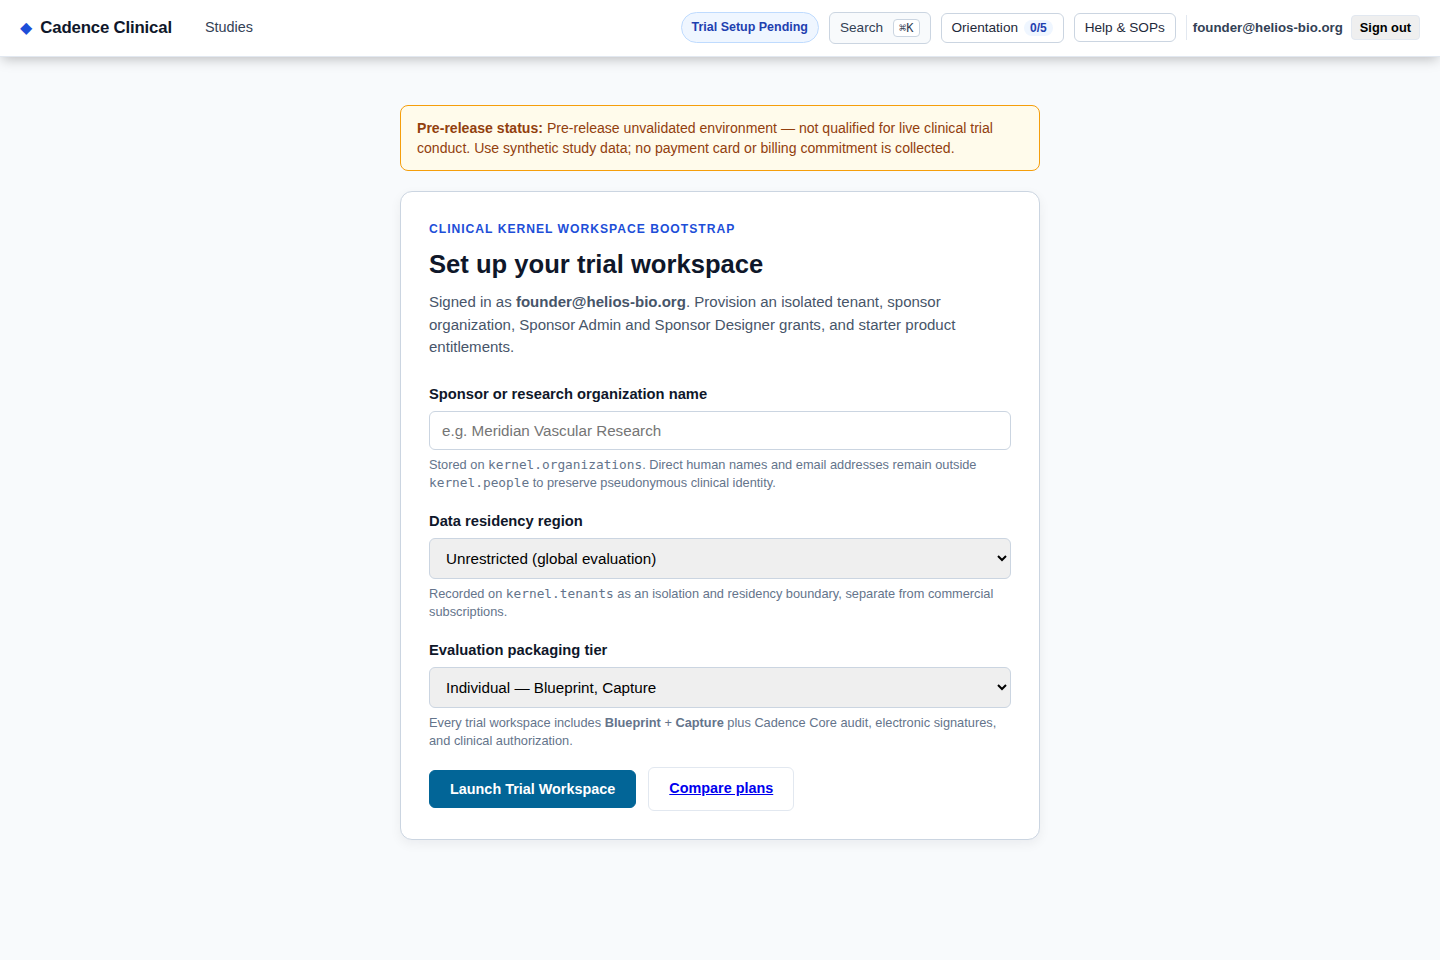 Cadence Clinical
Studies
Trial Setup Pending
Search ⌘K
Orientation 0/5
Help & SOPs
founder@helios-bio.org
Sign out
Pre-release status: Pre-release unvalidated environment — not qualified for live clinical trial
conduct. Use synthetic study data; no payment card or billing commitment is collected.
CLINICAL KERNEL WORKSPACE BOOTSTRAP
Set up your trial workspace
Signed in as founder@helios-bio.org. Provision an isolated tenant, sponsor
organization, Sponsor Admin and Sponsor Designer grants, and starter product
entitlements.
Sponsor or research organization name
e.g. Meridian Vascular Research
Stored on kernel.organizations. Direct human names and email addresses remain outside
kernel.people to preserve pseudonymous clinical identity.
Data residency region
Unrestricted (global evaluation)
Recorded on kernel.tenants as an isolation and residency boundary, separate from commercial
subscriptions.
Evaluation packaging tier
Individual — Blueprint, Capture
Every trial workspace includes Blueprint + Capture plus Cadence Core audit, electronic signatures,
and clinical authorization.
Launch Trial Workspace
Compare plans